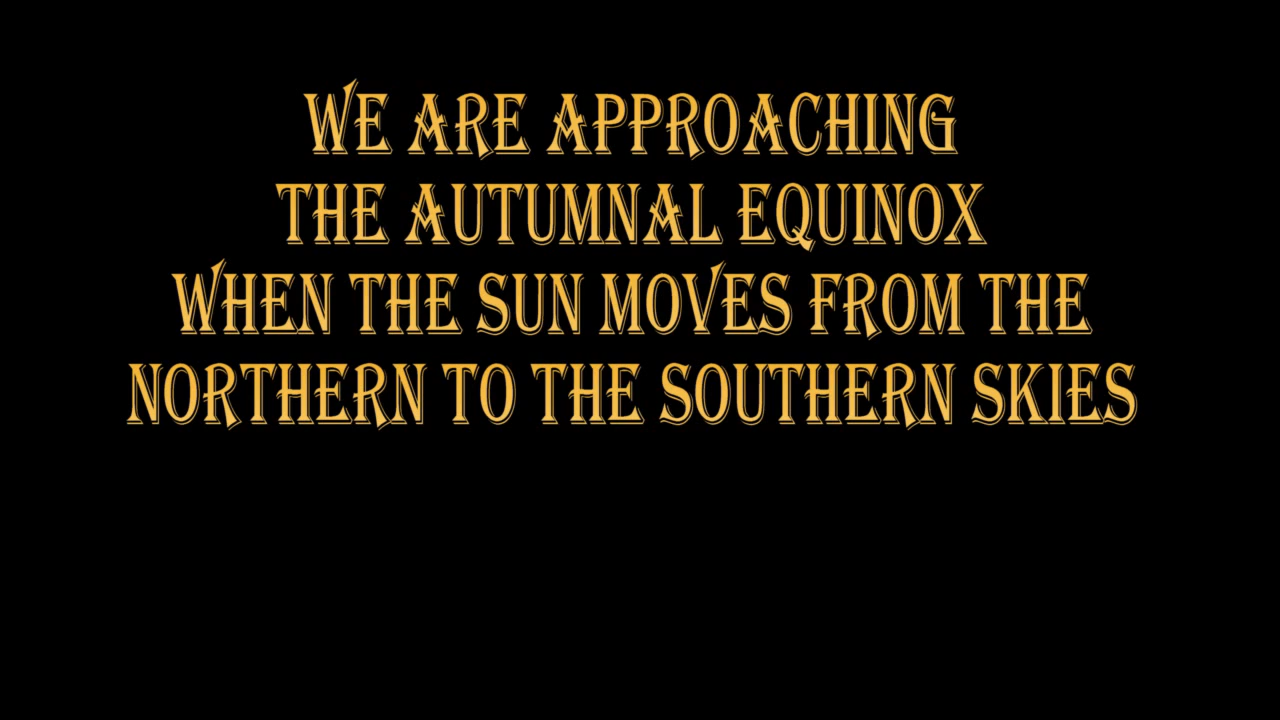 WE ARE APPROACHING
THE AUTUMNAL EQUINOX
WHEN THE SUN MOVES FROM THE
NORTHERN TO THE SOUTHERN SKIES